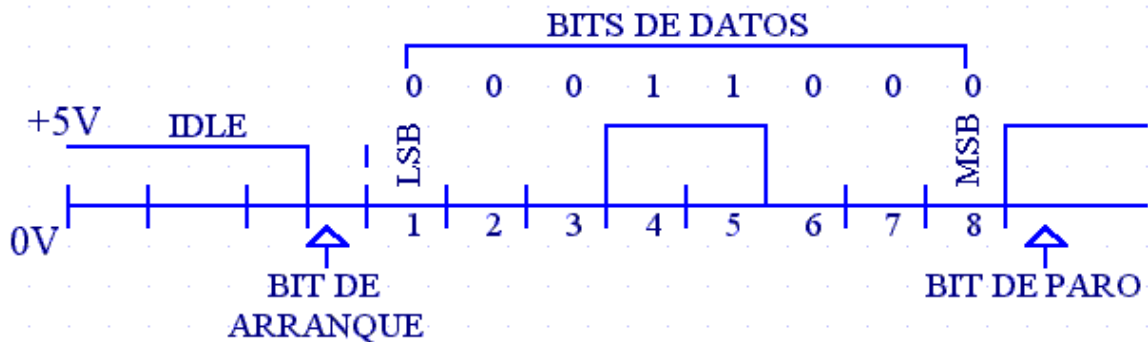 BITS DE DATOS
0 0 0 1 1 0 0 0
+5V IDLE LSB MSB
1 2 3 4 5 6 7 8
0V
BIT DE BIT DE PARO
ARRANQUE